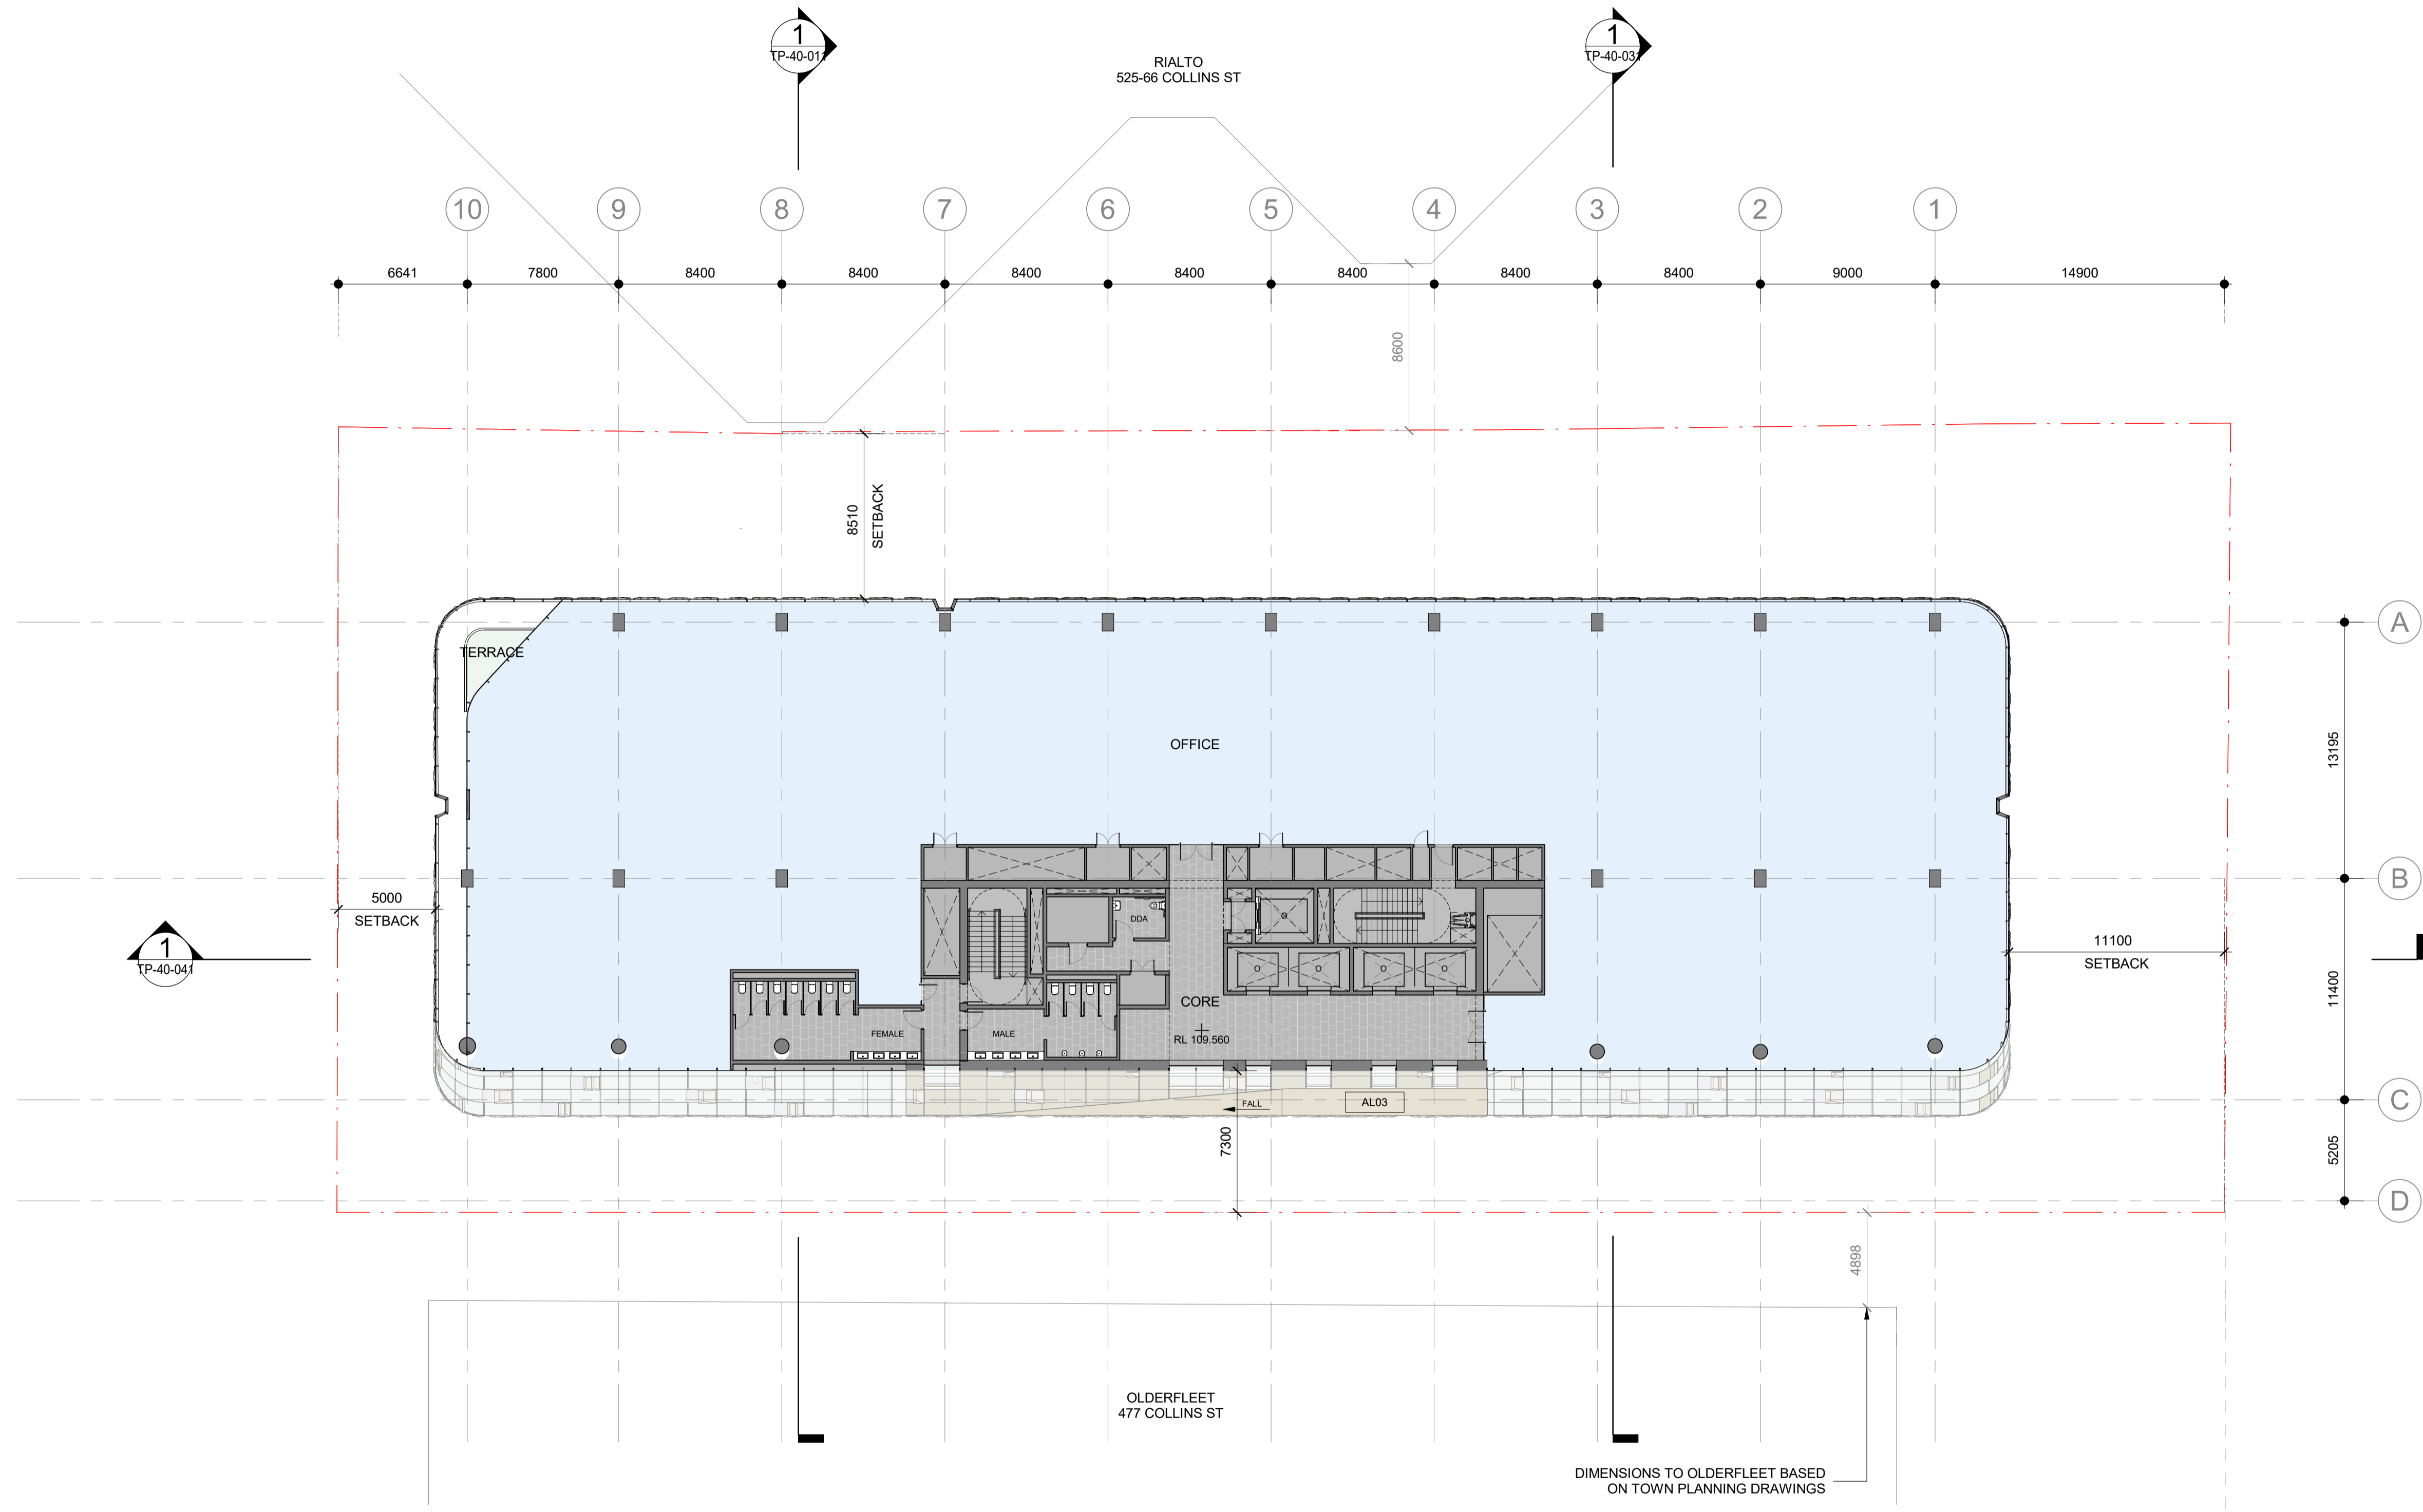 1
TP-40-011
1
TP-40-031
RIALTO
525-66 COLLINS ST
10
9
8
7
6
5
4
3
2
1
6641
7800
8400
8400
8400
8400
8400
8400
8400
9000
14900
8600
8510
SETBACK
A
TERRACE
OFFICE
13195
B
5000
SETBACK
DDA
1
TP-40-041
11100
SETBACK
11400
CORE
FEMALE
MALE
RL 109.560
FALL
AL03
C
7300
5205
D
4898
OLDERFLEET
477 COLLINS ST
DIMENSIONS TO OLDERFLEET BASED
ON TOWN PLANNING DRAWINGS